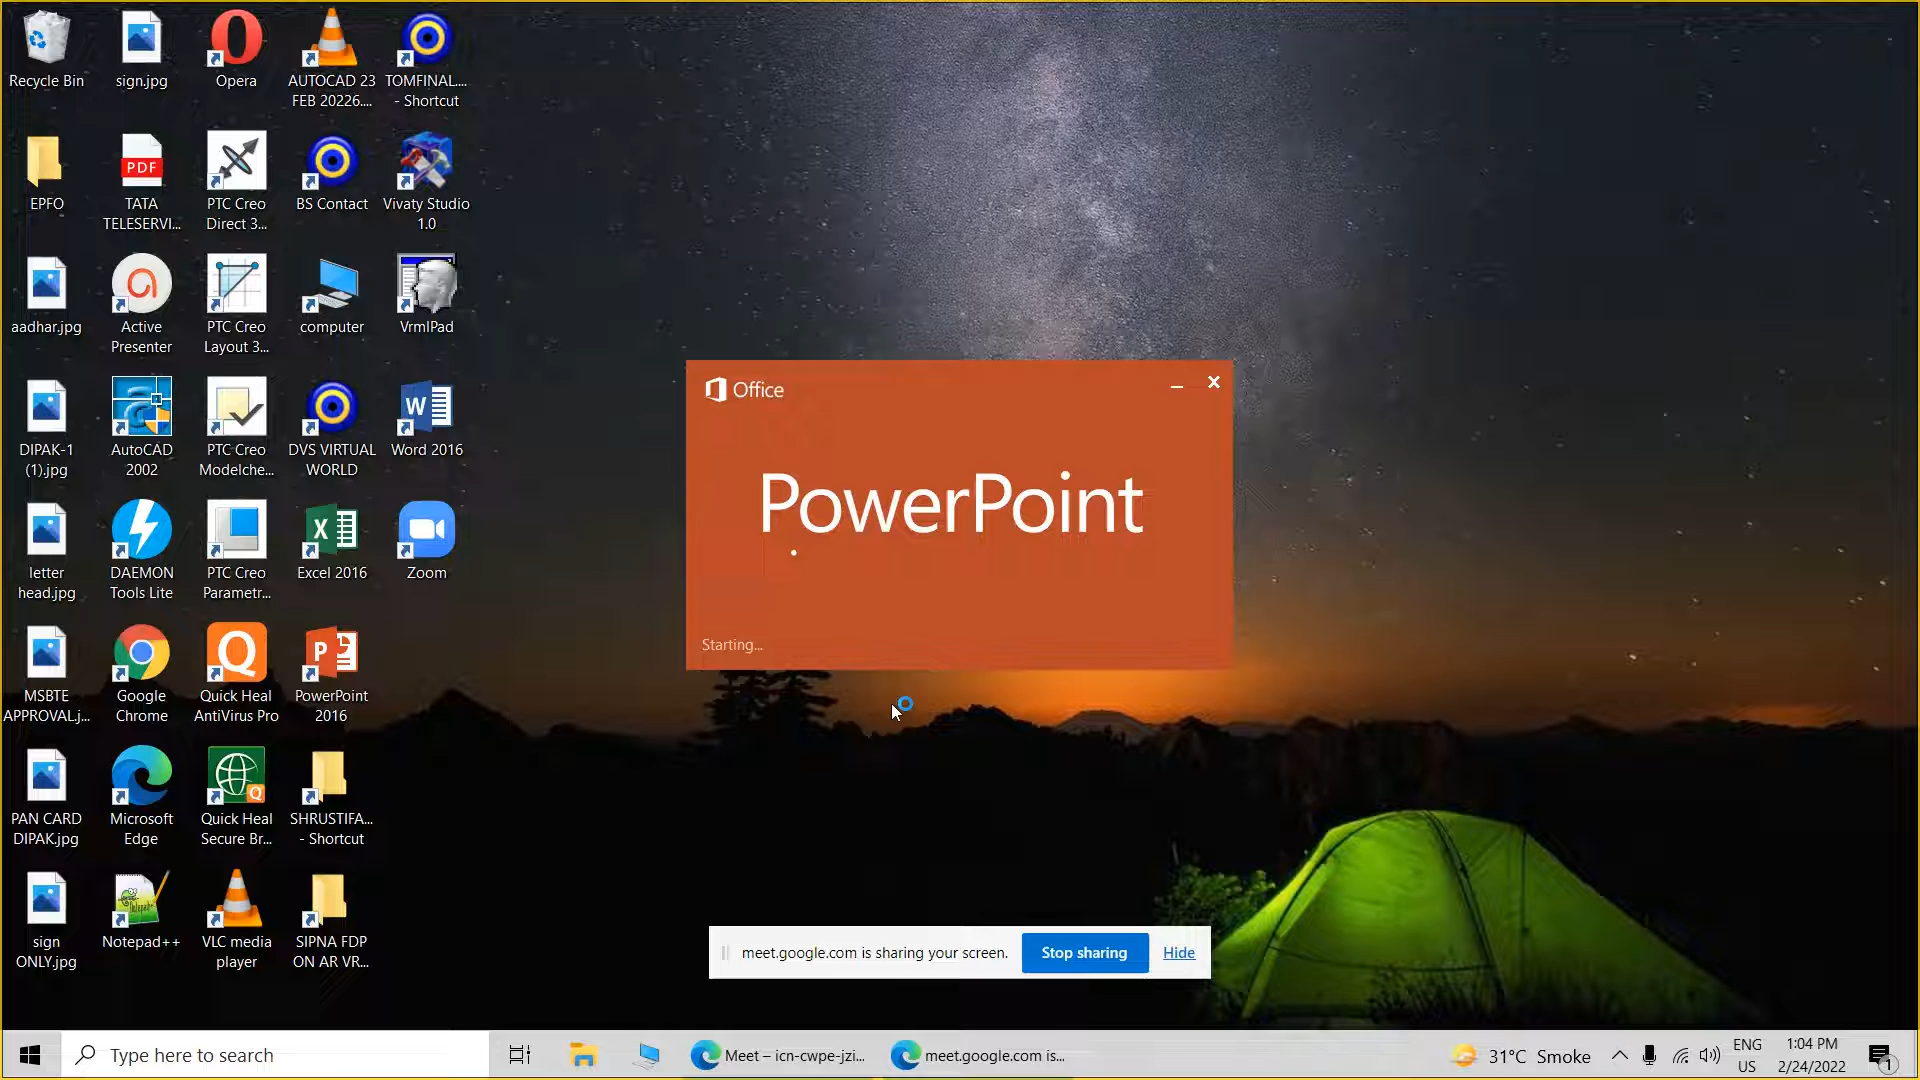 Recycle Bin
sign.jpg
Opera
AUTOCAD 23
FEB 20226....
TOMFINAL....
- Shortcut
EPFO
PDF
TATA
TELESERVI...
PTC Creo
Direct 3...
BS Contact
Vivaty Studio
1.0
aadhar.jpg
Active
Presenter
PTC Creo
Layout 3...
computer
VrmlPad
DIPAK-1
(1).jpg
AutoCAD
2002
PTC Creo
Modelche...
DVS VIRTUAL
WORLD
Word 2016
letter
head.jpg
DAEMON
Tools Lite
PTC Creo
Parametr...
Excel 2016
Zoom
MSBTE
APPROVAL.j...
Google
Chrome
Quick Heal
AntiVirus Pro
PowerPoint
2016
PAN CARD
DIPAK.jpg
Microsoft
Edge
Quick Heal
Secure Br...
SHRUSTIFA...
- Shortcut
sign
ONLY.jpg
Notepad++
VLC media
player
SIPNA FDP
ON AR VR...
Office
PowerPoint
Starting...
meet.google.com is sharing your screen.
Stop sharing
Hide
Type here to search
Meet – icn-cwpe-jzi...
meet.google.com is...
31°C Smoke
ENG
US
1:04 PM
2/24/2022
1